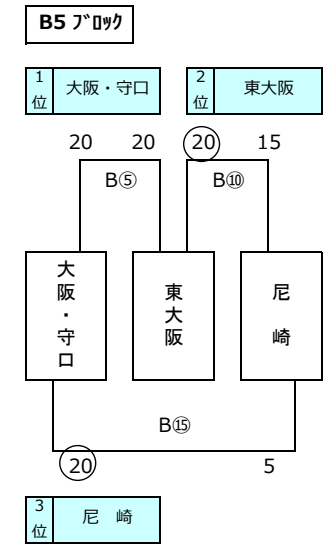 B5 ブロック
1位 大阪・守口 2位 東大阪
20 20 20 15
B⑤ B⑩
大阪・守口 東大阪 尼 崎
B⑮
20 5
3位 尼 崎